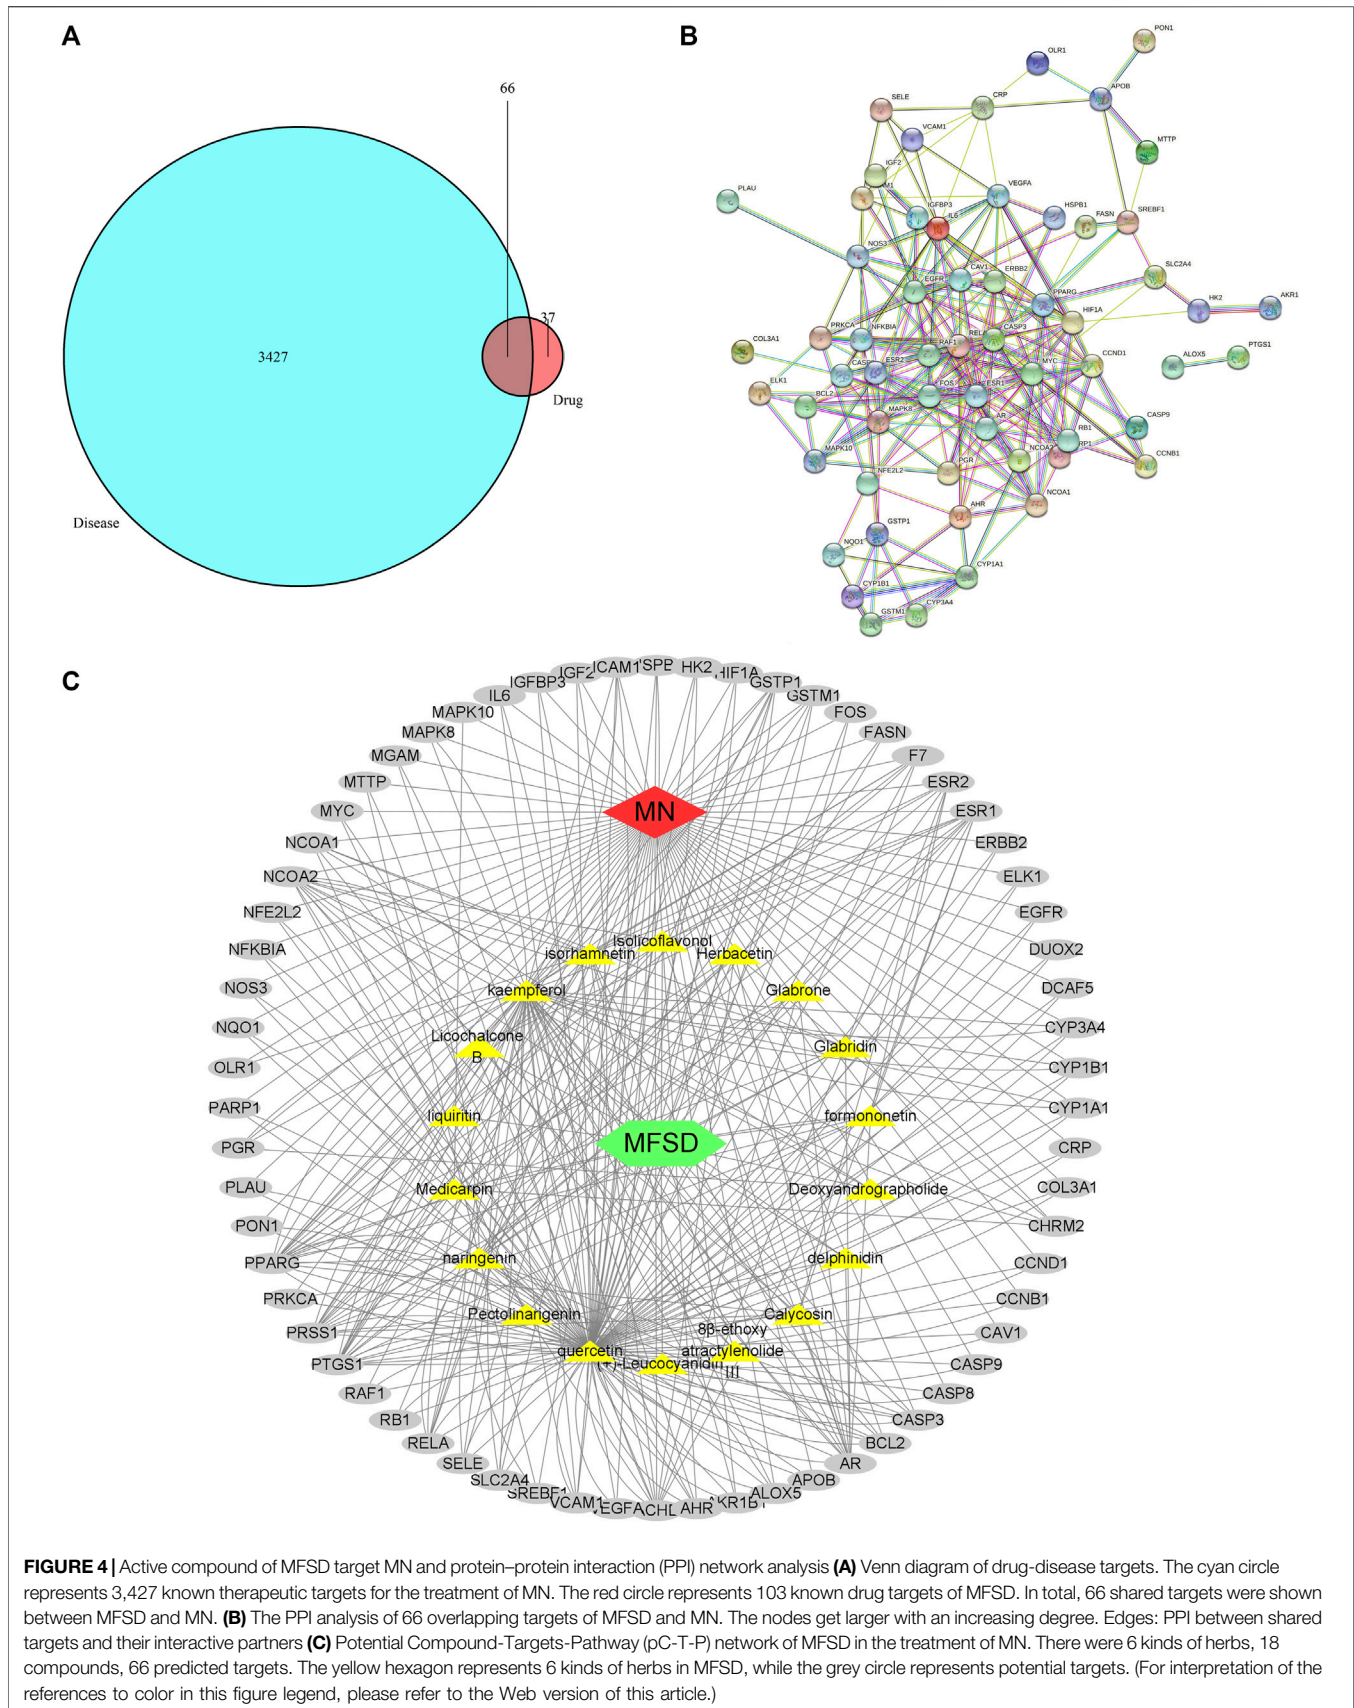 A
66
37
3427
Drug
Disease
B
PON1
OLR1
APOB
CRP
SELE
VCAM1
MTTP
IGF2
PLAU
VEGFA
IGFBP3
IL6
HSPB1
FASN
SREBF1
NOS3
SLC2A4
CAV1
ERBB2
EGFR
PPARG
HIF1A
HK2
AKR1
PRKCA
NFKBIA
RELA
CASP3
RAF1
COL3A1
CASP
ESR2
MYC
CCND1
ALOX5
PTGS1
ELK1
BCL2
FOS
ESR1
MAPK8
AR
RB1
CASP9
MAPK10
NCOA2
RP1
CCNB1
NFE2L2
PGR
NCOA1
AHR
GSTP1
NQO1
CYP1A1
CYP1B1
GSTM1
CYP3A4
C
ICAM1
HK2
HIF1A
GSTP1
GSTM1
FOS
FASN
F7
ESR2
ESR1
ERBB2
ELK1
EGFR
DUOX2
DCAF5
CYP3A4
CYP1B1
CYP1A1
CRP
COL3A1
CHRM2
CCND1
CCNB1
CAV1
CASP9
CASP8
CASP3
BCL2
AR
APOB
ALOX5
AKR1B1
AHR
ACHE
VEGFA
VCAM1
SREBF1
SLC2A4
SELE
RELA
RB1
RAF1
PTGS1
PRSS1
PRKCA
PPARG
PON1
PLAU
PGR
PARP1
OLR1
NQO1
NOS3
NFKBIA
NFE2L2
NCOA2
NCOA1
MYC
MTTP
MGAM
MAPK8
MAPK10
IL6
IGFBP3
IGF2
MN
Isolicoflavonol
isorhamnetin
Herbacetin
kaempferol
Glabrone
Licochalcone
B
Glabridin
liquiritin
formononetin
MFSD
Medicarpin
Deoxyandrographolide
naringenin
delphinidin
Pectolinarigenin
Calycosin
quercetin
(+)-Leucocyanidin
8β-ethoxy
atractylenolide
III
FIGURE 4 | Active compound of MFSD target MN and protein–protein interaction (PPI) network analysis (A) Venn diagram of drug-disease targets. The cyan circle
represents 3,427 known therapeutic targets for the treatment of MN. The red circle represents 103 known drug targets of MFSD. In total, 66 shared targets were shown
between MFSD and MN. (B) The PPI analysis of 66 overlapping targets of MFSD and MN. The nodes get larger with an increasing degree. Edges: PPI between shared
targets and their interactive partners (C) Potential Compound-Targets-Pathway (pC-T-P) network of MFSD in the treatment of MN. There were 6 kinds of herbs, 18
compounds, 66 predicted targets. The yellow hexagon represents 6 kinds of herbs in MFSD, while the grey circle represents potential targets. (For interpretation of the
references to color in this figure legend, please refer to the Web version of this article.)